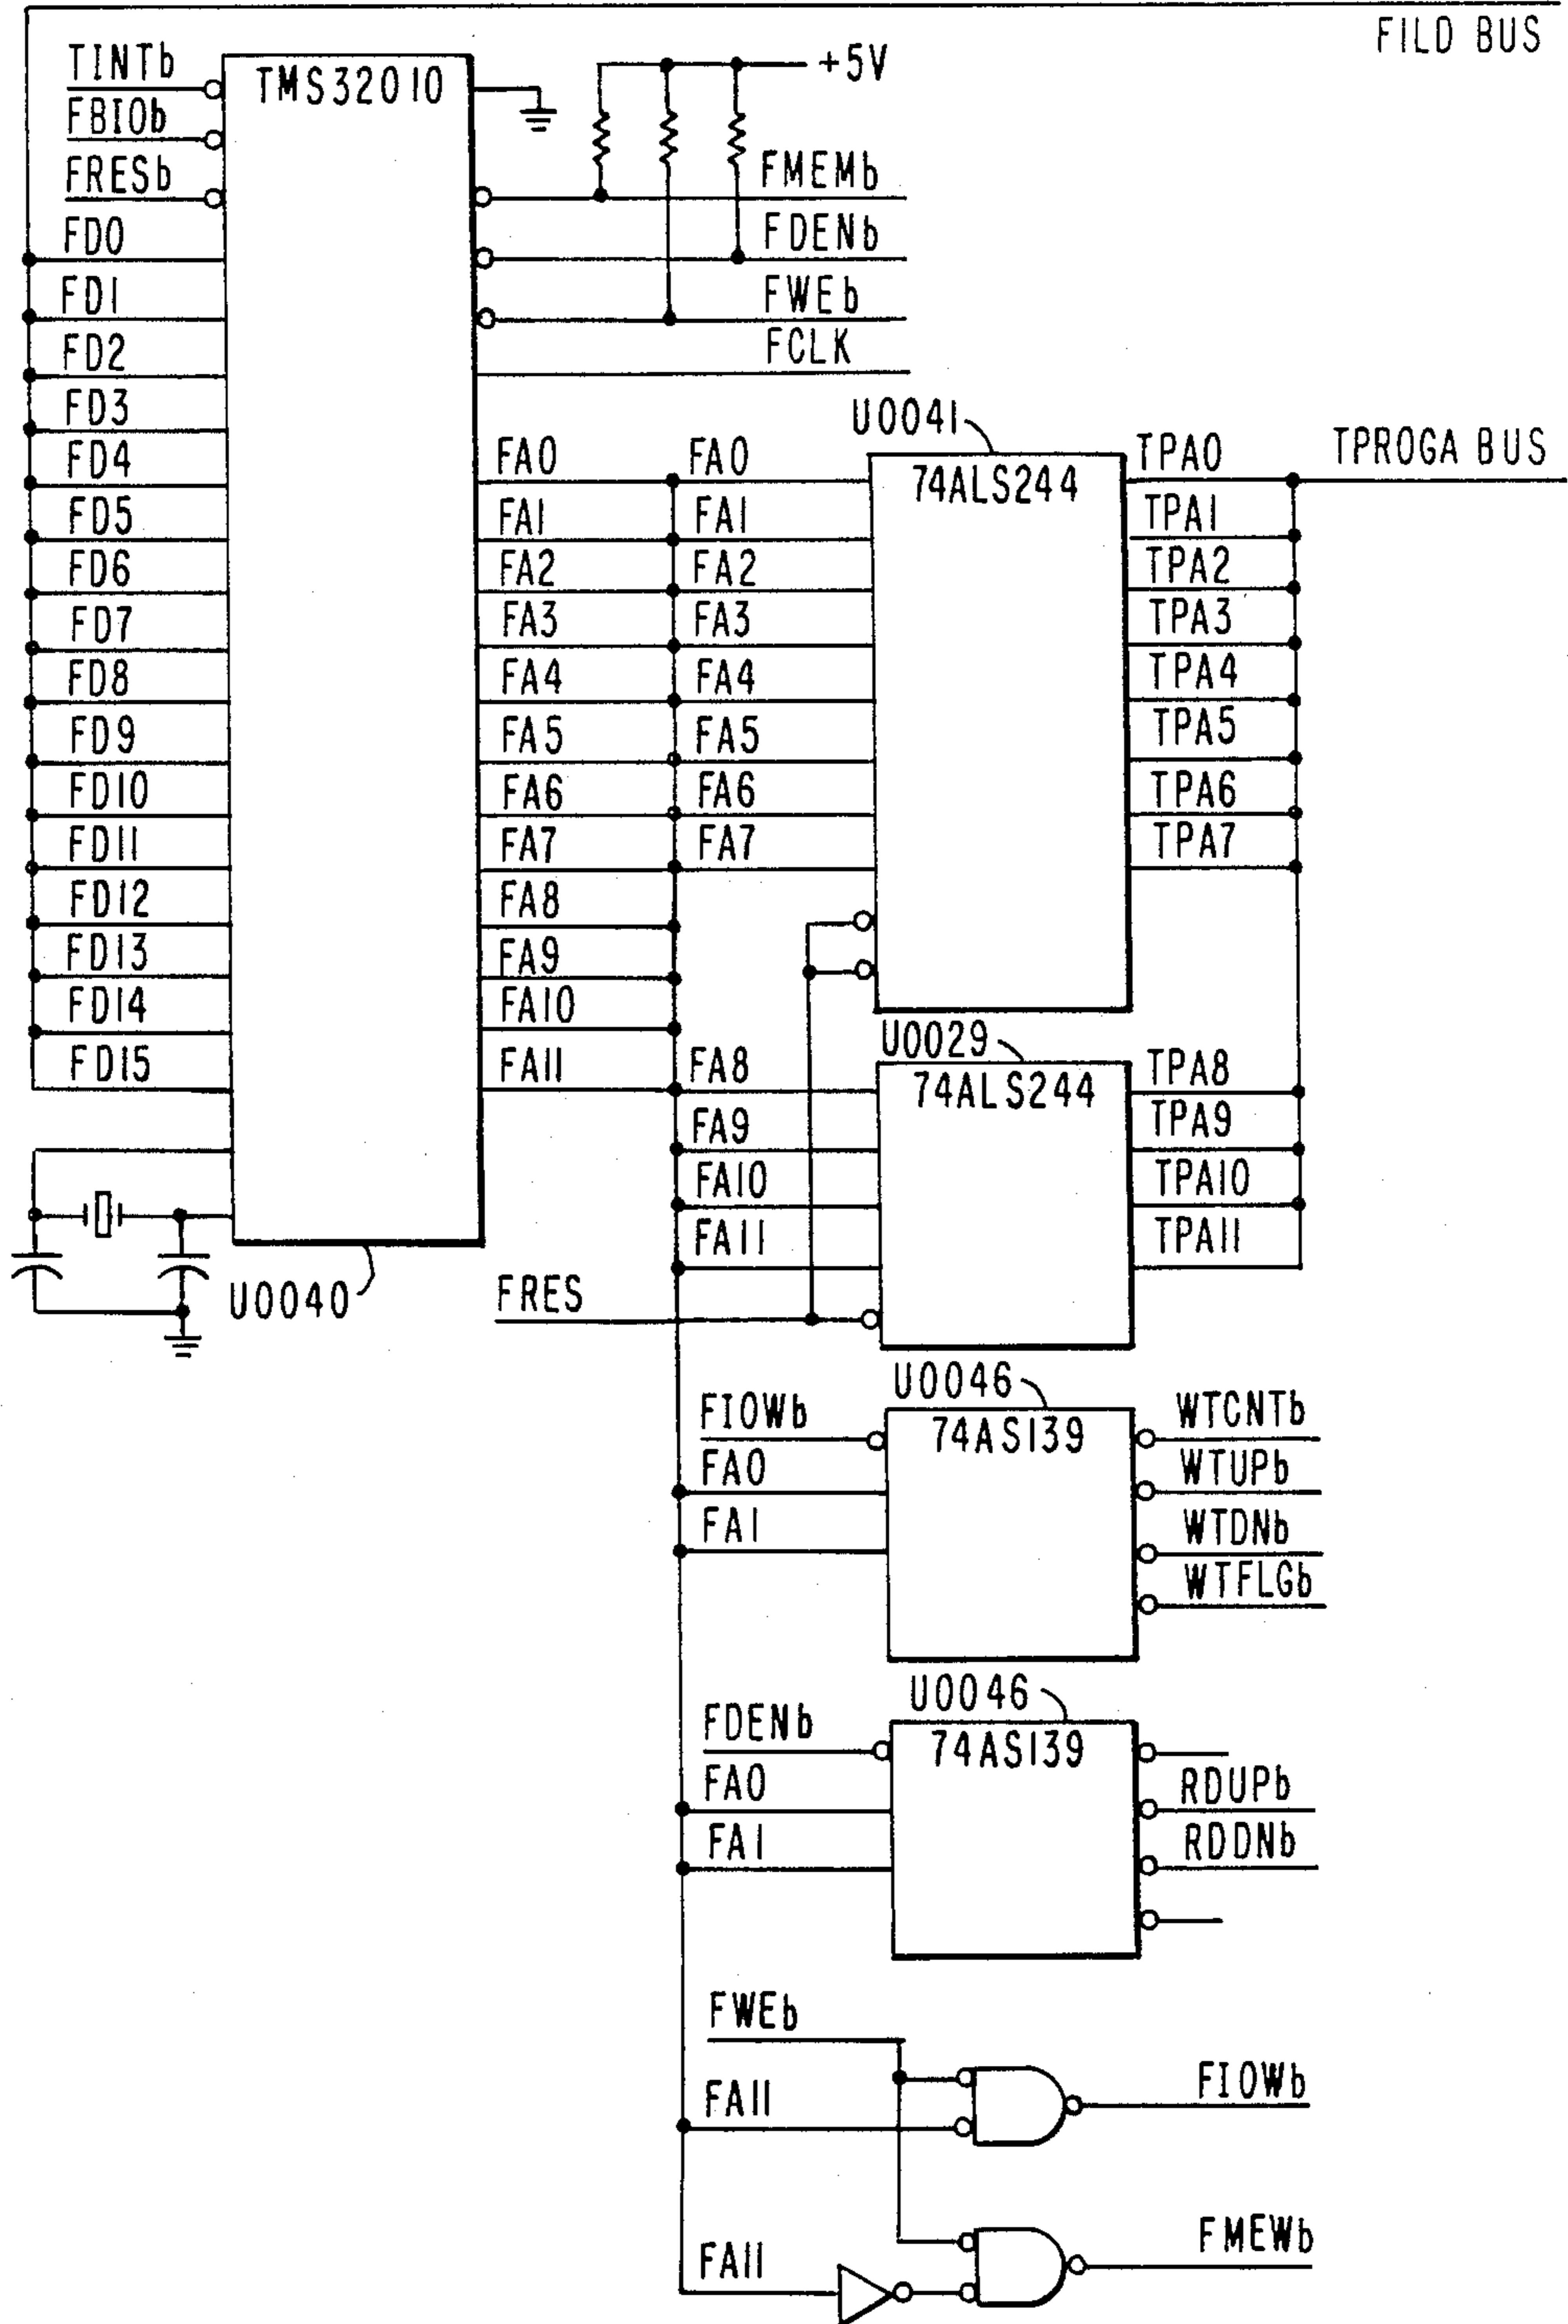 FILD BUS
TINTb
TMS32010
+5V
FBIOb
FRESb
FMEMb
FD0
FDENb
FD1
FWEb
FD2
FCLK
FD3
U0041
FD4
FA0
FA0
74ALS244
TPA0
TPROGA BUS
FD5
FA1
FA1
TPA1
FD6
FA2
FA2
TPA2
FD7
FA3
FA3
TPA3
FD8
FA4
FA4
TPA4
FD9
FA5
FA5
TPA5
FD10
FA6
FA6
TPA6
FD11
FA7
FA7
TPA7
FD12
FA8
FD13
FA9
FD14
FA10
U0029
FD15
FA11
FA8
74ALS244
TPA8
FA9
TPA9
FA10
TPA10
FA11
TPA11
U0040
FRES
U0046
FIOWb
74AS139
WTCNTb
FA0
WTUPb
FA1
WTDNb
WTFLGb
U0046
FDENb
74AS139
FA0
RDUPb
FA1
RDDNb
FWEb
FA11
FIOWb
FA11
FMEWb